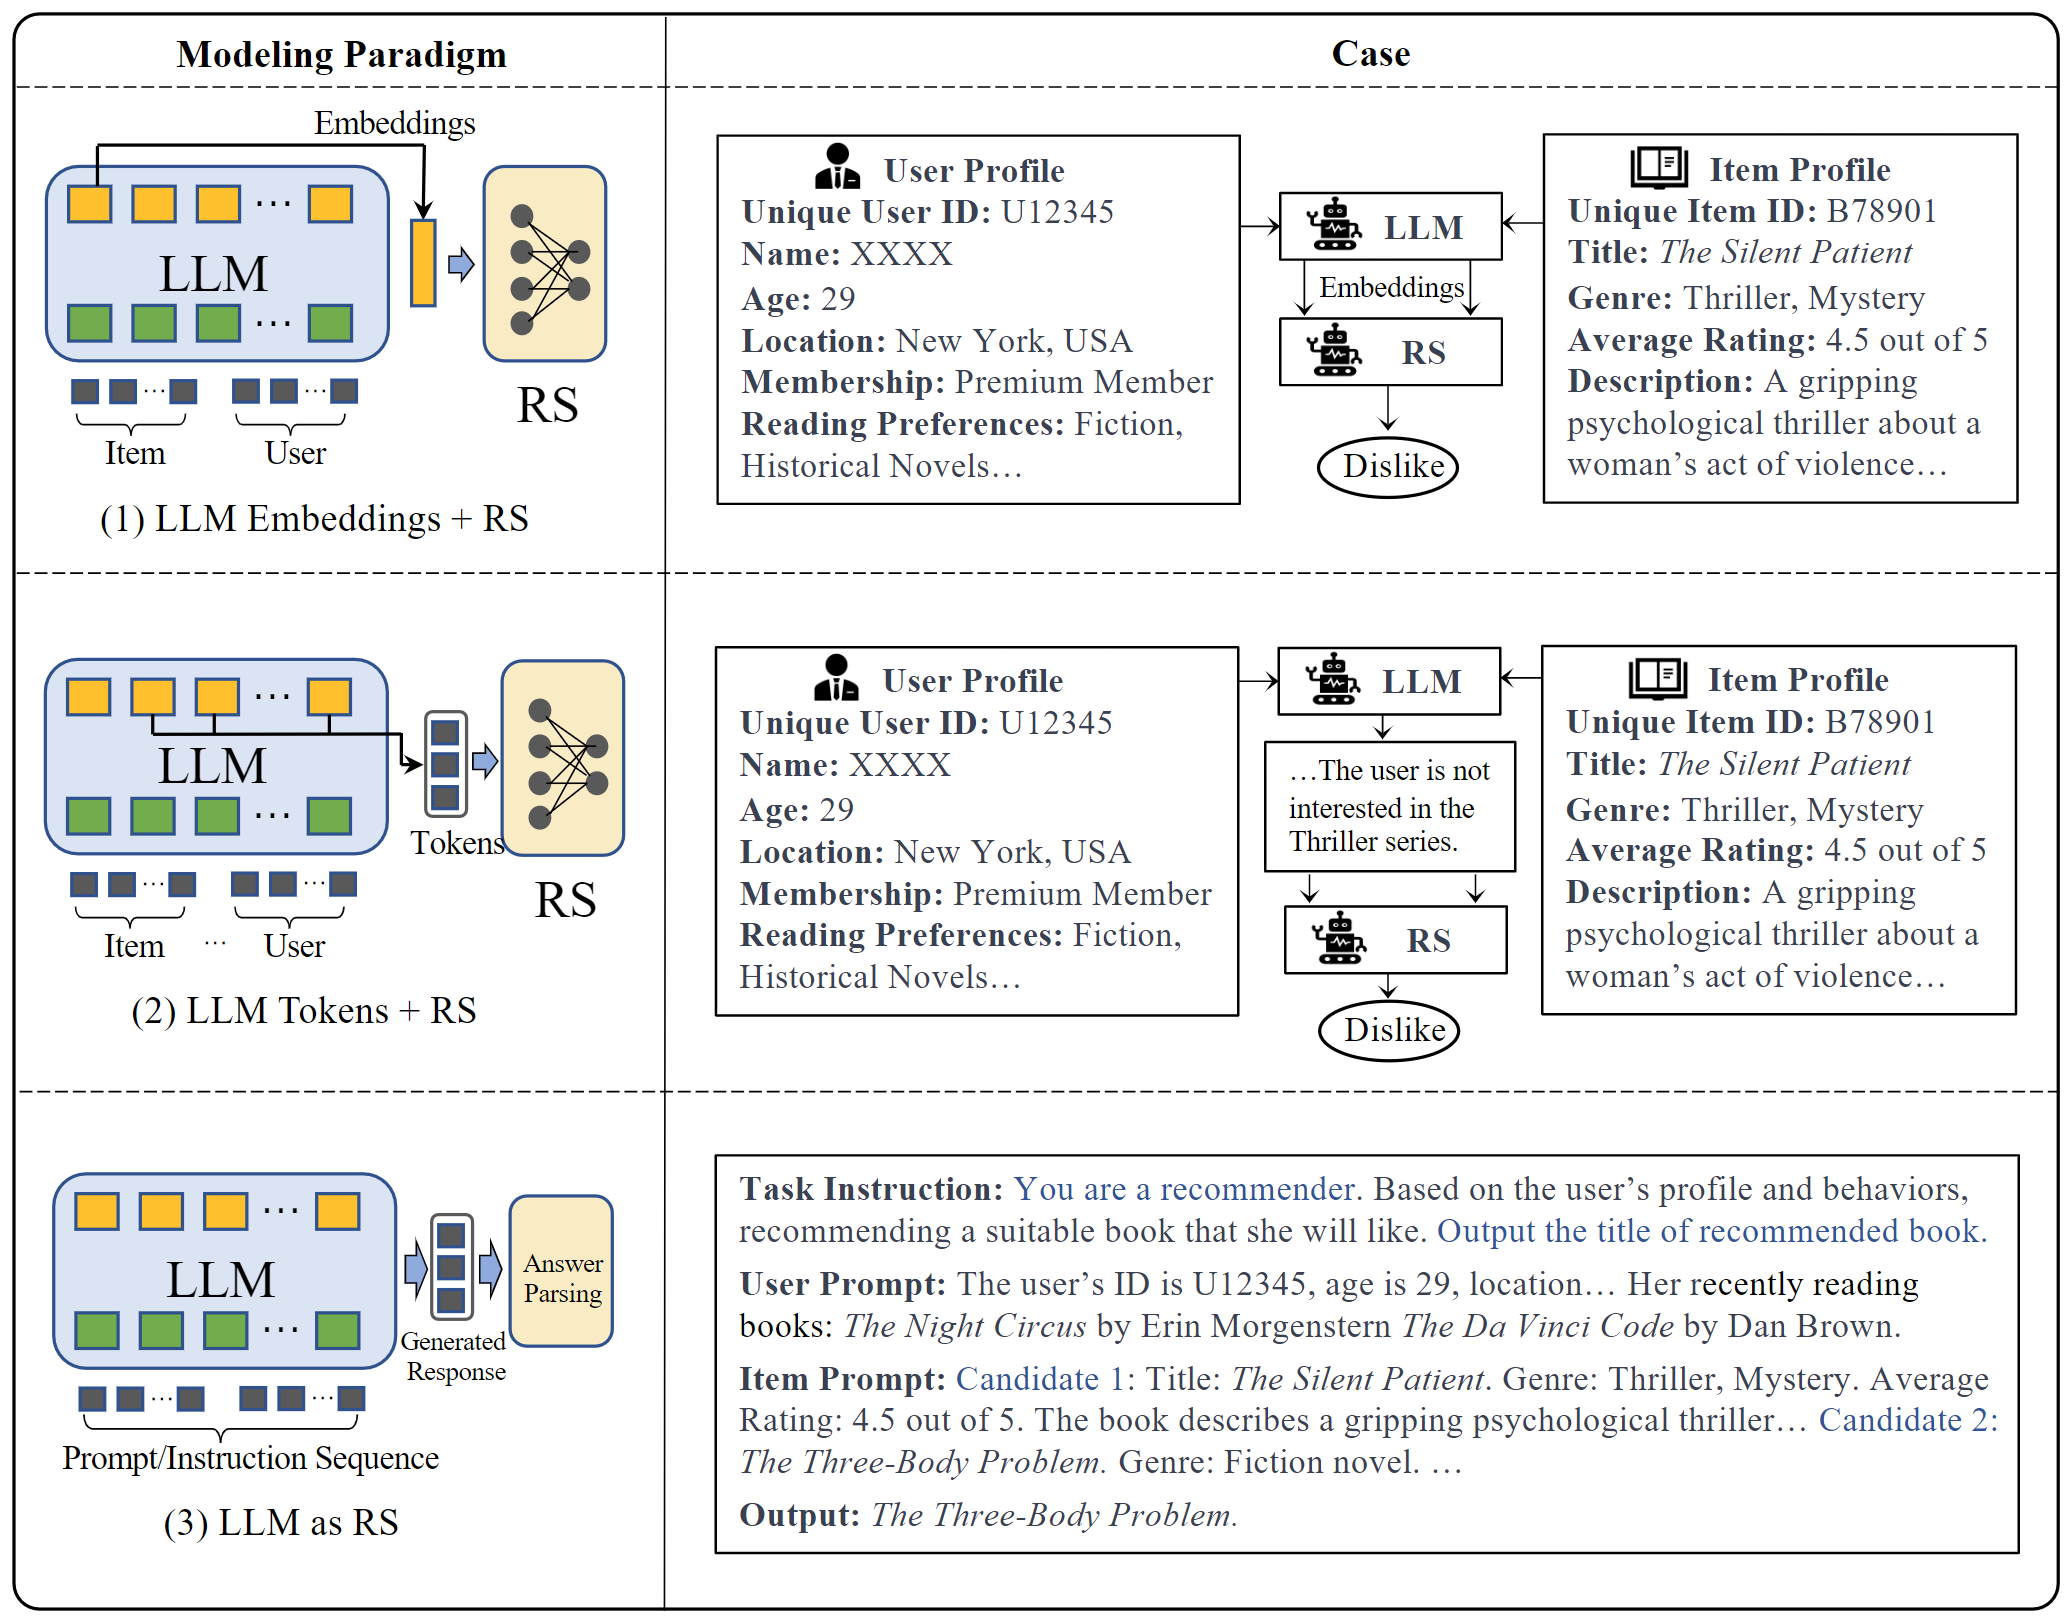 Modeling Paradigm
Case
Embeddings
LLM
...
Item
User
RS
(1) LLM Embeddings + RS
User Profile
Unique User ID: U12345
Name: XXXX
Age: 29
Location: New York, USA
Membership: Premium Member
Reading Preferences: Fiction,
Historical Novels…
LLM
Embeddings
RS
Dislike
Item Profile
Unique Item ID: B78901
Title: The Silent Patient
Genre: Thriller, Mystery
Average Rating: 4.5 out of 5
Description: A gripping
psychological thriller about a
woman's act of violence…
LLM
Tokens
Item
...
User
RS
(2) LLM Tokens + RS
User Profile
Unique User ID: U12345
Name: XXXX
Age: 29
Location: New York, USA
Membership: Premium Member
Reading Preferences: Fiction,
Historical Novels…
LLM
…The user is not
interested in the
Thriller series.
RS
Dislike
Item Profile
Unique Item ID: B78901
Title: The Silent Patient
Genre: Thriller, Mystery
Average Rating: 4.5 out of 5
Description: A gripping
psychological thriller about a
woman's act of violence…
LLM
Generated
Response
Answer
Parsing
Prompt/Instruction Sequence
(3) LLM as RS
Task Instruction: You are a recommender. Based on the user's profile and behaviors,
recommending a suitable book that she will like. Output the title of recommended book.
User Prompt: The user's ID is U12345, age is 29, location… Her recently reading
books: The Night Circus by Erin Morgenstern The Da Vinci Code by Dan Brown.
Item Prompt: Candidate 1: Title: The Silent Patient. Genre: Thriller, Mystery. Average
Rating: 4.5 out of 5. The book describes a gripping psychological thriller… Candidate 2:
The Three-Body Problem. Genre: Fiction novel. …
Output: The Three-Body Problem.